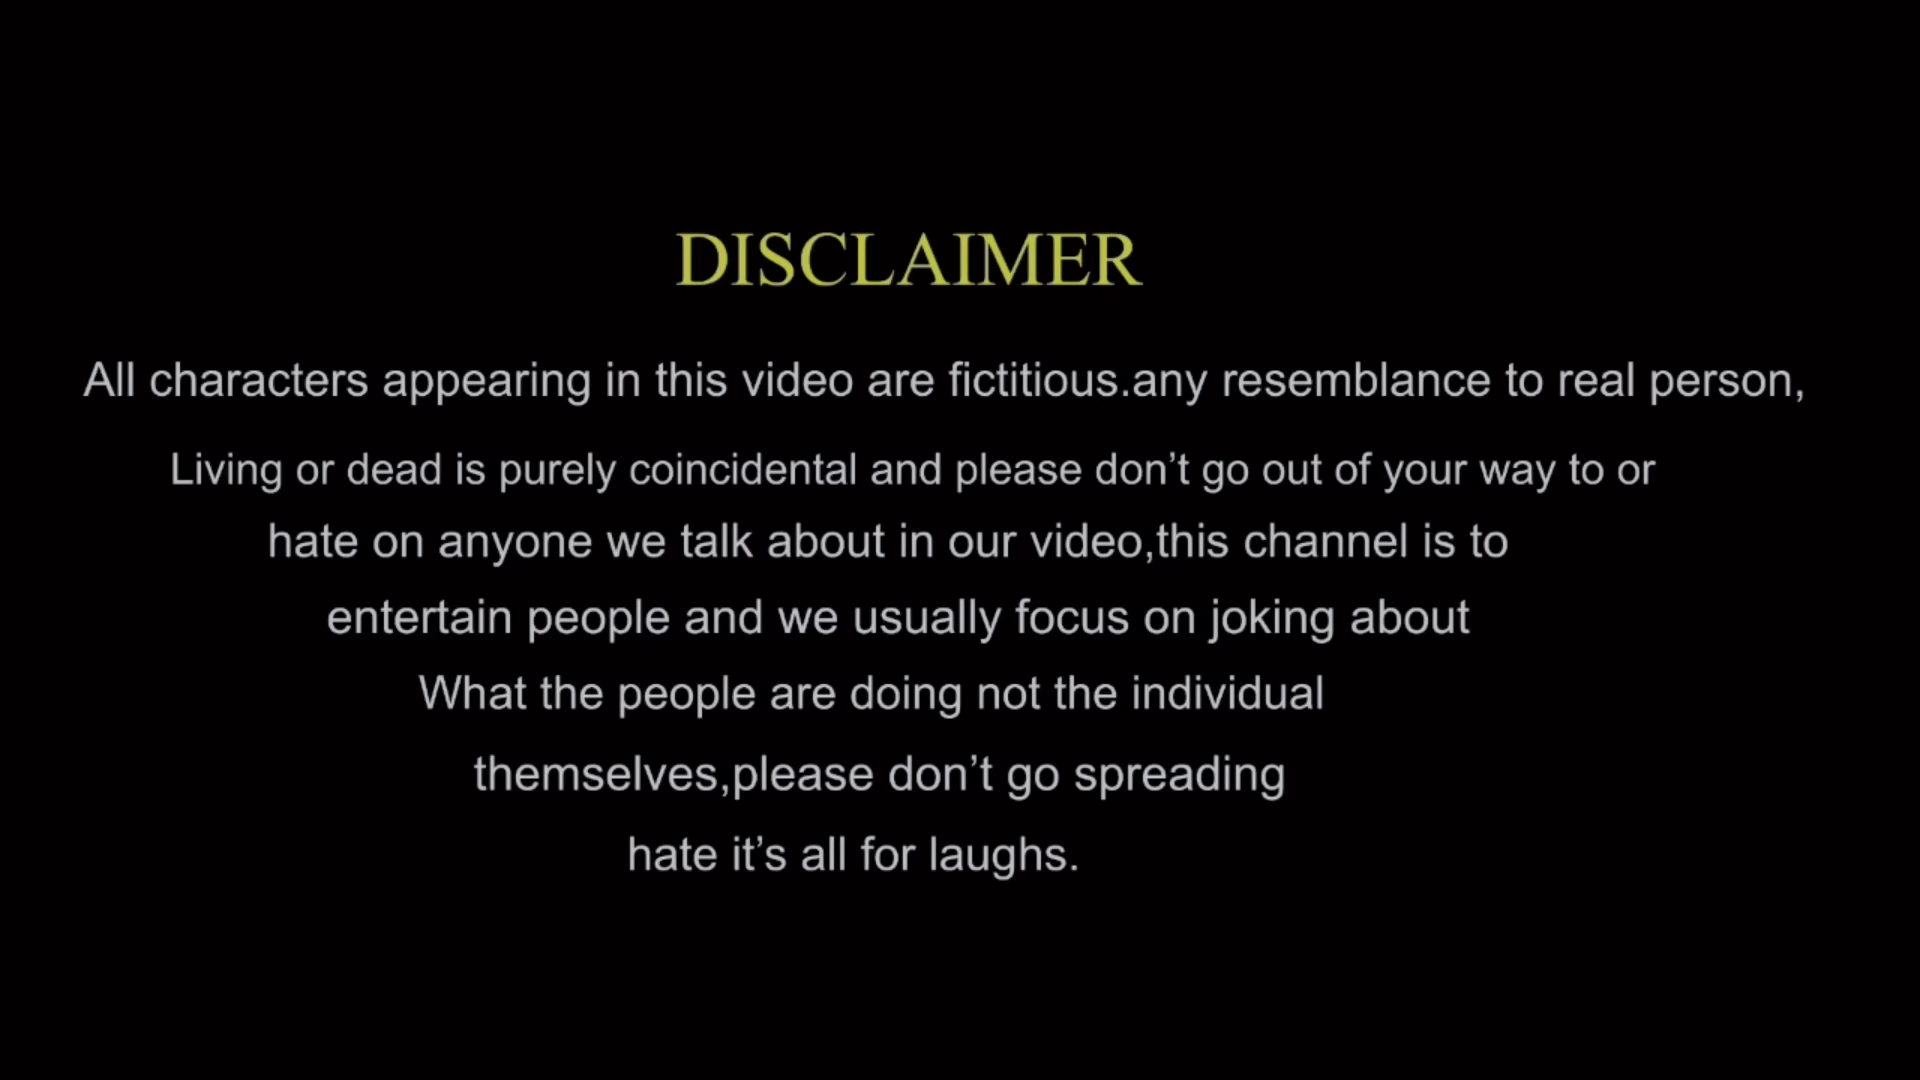 DISCLAIMER
All characters appearing in this video are fictitious.any resemblance to real person,
Living or dead is purely coincidental and please don’t go out of your way to or
hate on anyone we talk about in our video,this channel is to
entertain people and we usually focus on joking about
What the people are doing not the individual
themselves,please don’t go spreading
hate it’s all for laughs.